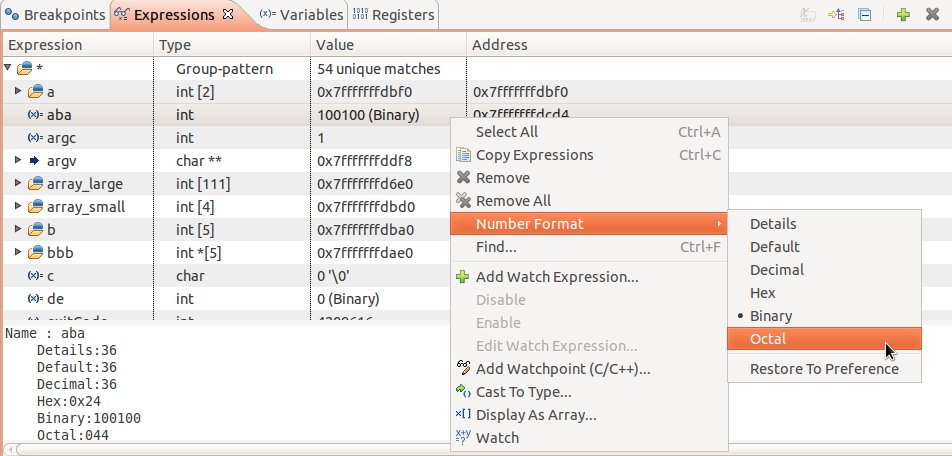 Breakpoints Expressions (x)= Variables 1010 0101 Registers
Expression Type Value Address
* Group-pattern 54 unique matches
a int [2] 0x7fffffffdbf0 0x7fffffffdbf0
(x)= aba int 100100 (Binary) 0x7fffffffdcd4
(x)= argc int 1
argv char ** 0x7fffffffddf8
array_large int [111] 0x7fffffffd6e0
array_small int [4] 0x7fffffffdbd0
b int [5] 0x7fffffffdba0
bbb int *[5] 0x7fffffffdae0
(x)= c char 0 '\0'
(x)= de int 0 (Binary)
(x)= exitCode int 4209616
Name : aba
Details:36
Default:36
Decimal:36
Hex:0x24
Binary:100100
Octal:044
Select All Ctrl+A
Copy Expressions Ctrl+C
Remove
Remove All
Number Format
Find... Ctrl+F
Add Watch Expression...
Disable
Enable
Edit Watch Expression...
Add Watchpoint (C/C++)...
Cast To Type...
×[] Display As Array...
x+y =? Watch
Details
Default
Decimal
Hex
Binary
Octal
Restore To Preference